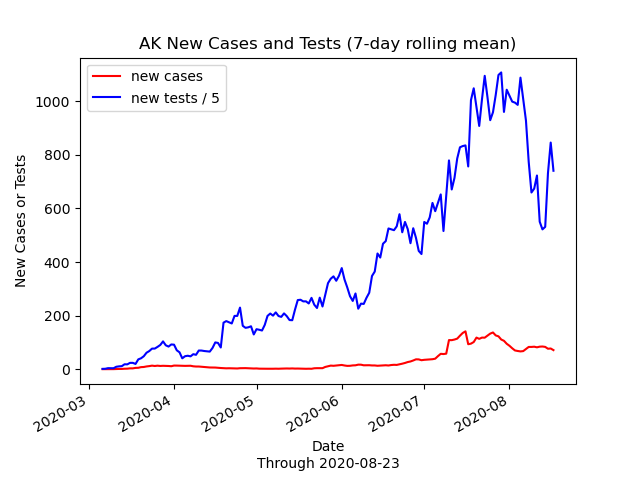 AK New Cases and Tests (7-day rolling mean)
new cases
new tests / 5
New Cases or Tests
1000
800
600
400
200
0
2020-03
2020-04
2020-05
2020-06
2020-07
2020-08
Date
Through 2020-08-23